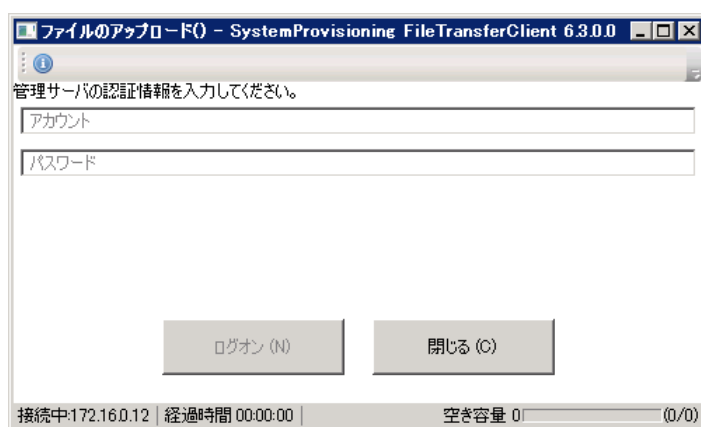 ファイルのアップロード() - SystemProvisioning FileTransferClient 6.3.0.0
管理サーバの認証情報を入力してください。
アカウント
パスワード
ログオン (N)
閉じる (C)
接続中:172.16.0.12 経過時間 00:00:00 空き容量 0 (0/0)